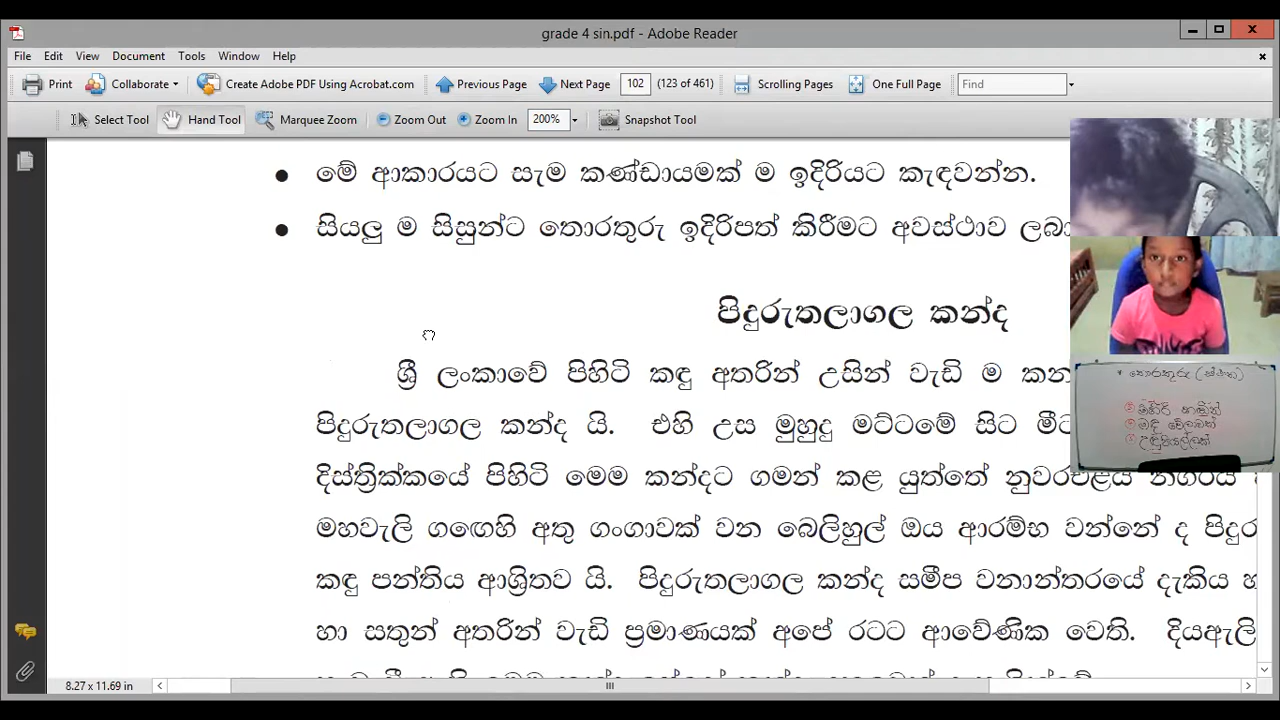 grade 4 sin.pdf - Adobe Reader
File Edit View Document Tools Window Help
Print Collaborate Create Adobe PDF Using Acrobat.com Previous Page Next Page 102 (123 of 461) Scrolling Pages One Full Page Find
Select Tool Hand Tool Marquee Zoom Zoom Out Zoom In 200% Snapshot Tool
● මේ ආකාරයට සැම කණ්ඩායමක් ම ඉදිරියට කැඳවන්න.
● සියලු ම සිසුන්ට තොරතුරු ඉදිරිපත් කිරීමට අවස්ථාව
පිදුරුතලාගල කන්ද
ශ්‍රී ලංකාවේ පිහිටි කඳු අතරින් උසින් වැඩි ම
පිදුරුතලාගල කන්ද යි. එහි උස මුහුදු මට්ටමේ සිට
දිස්ත්‍රික්කයේ පිහිටි මෙම කන්දට ගමන් කළ යුත්තේ නුවරඑළිය නගරය
මහවැලි ගඟෙහි අතු ගංගාවක් වන බෙලිහුල් ඔය ආරම්භ වන්නේ ද
කඳු පන්තිය ආශ්‍රිතව යි. පිදුරුතලාගල කන්ද සමීප වනාන්තරයේ දැකිය
හා සතුන් අතරින් වැඩි ප්‍රමාණයක් අපේ රටට ආවේණික වෙති.
තොරතුරු
8.27 x 11.69 in